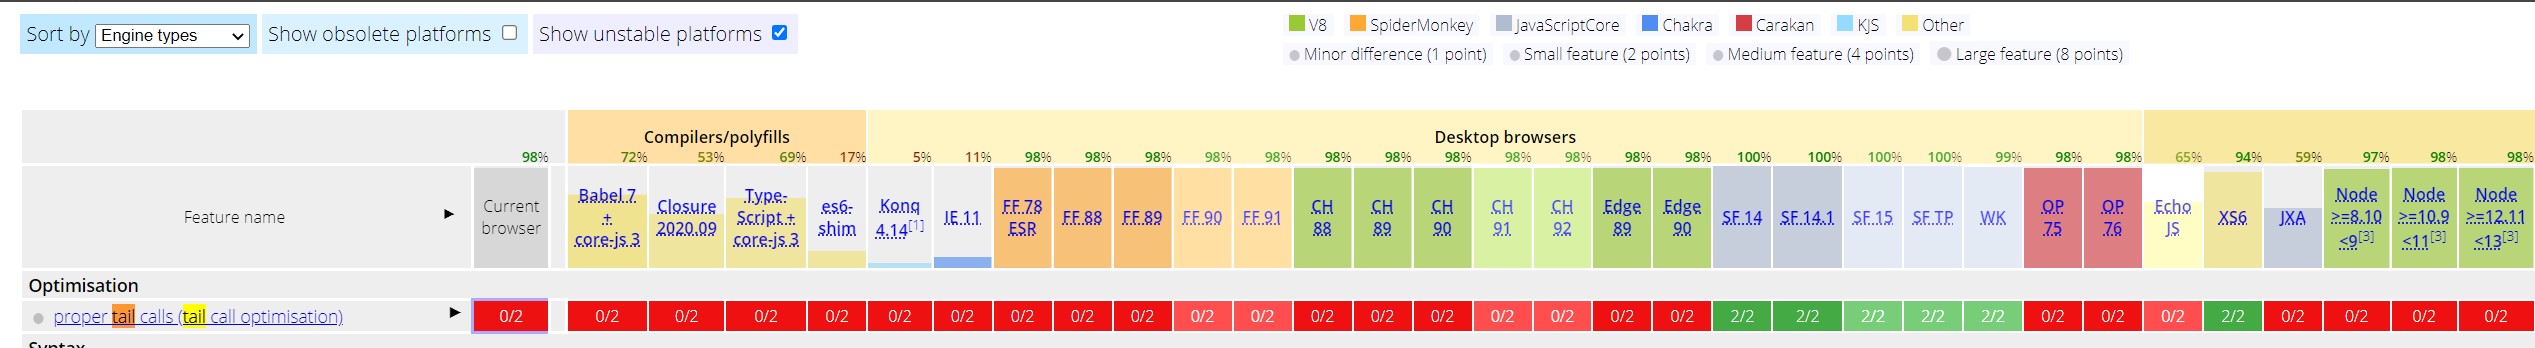 Sort by Engine types Show obsolete platforms Show unstable platforms
V8 SpiderMonkey JavaScriptCore Chakra Carakan KJS Other
Minor difference (1 point) Small feature (2 points) Medium feature (4 points) Large feature (8 points)
Compilers/polyfills Desktop browsers
98% 72% 53% 69% 17% 5% 11% 98% 98% 98% 98% 98% 98% 98% 98% 98% 98% 98% 98% 100% 100% 100% 100% 99% 98% 98% 65% 94% 59% 97% 98% 98%
Feature name ▶
Current
browser
Babel 7
+
core-js 3
Closure
2020.09
Type-
Script +
core-js 3
es6-
shim
Konq
4.14[1]
IE 11
FF 78
ESR
FF 88
FF 89
FF 90
FF 91
CH
88
CH
89
CH
90
CH
91
CH
92
Edge
89
Edge
90
SF 14
SF 14.1
SF 15
SF TP
WK
OP
75
OP
76
Echo
JS
XS6
JXA
Node
>=8.10
<9[3]
Node
>=10.9
<11[3]
Node
>=12.11
<13[3]
Optimisation
proper tail calls (tail call optimisation) ▶ 0/2 0/2 0/2 0/2 0/2 0/2 0/2 0/2 0/2 0/2 0/2 0/2 0/2 0/2 0/2 0/2 0/2 0/2 0/2 2/2 2/2 2/2 2/2 2/2 0/2 0/2 0/2 2/2 0/2 0/2 0/2 0/2
Syntax